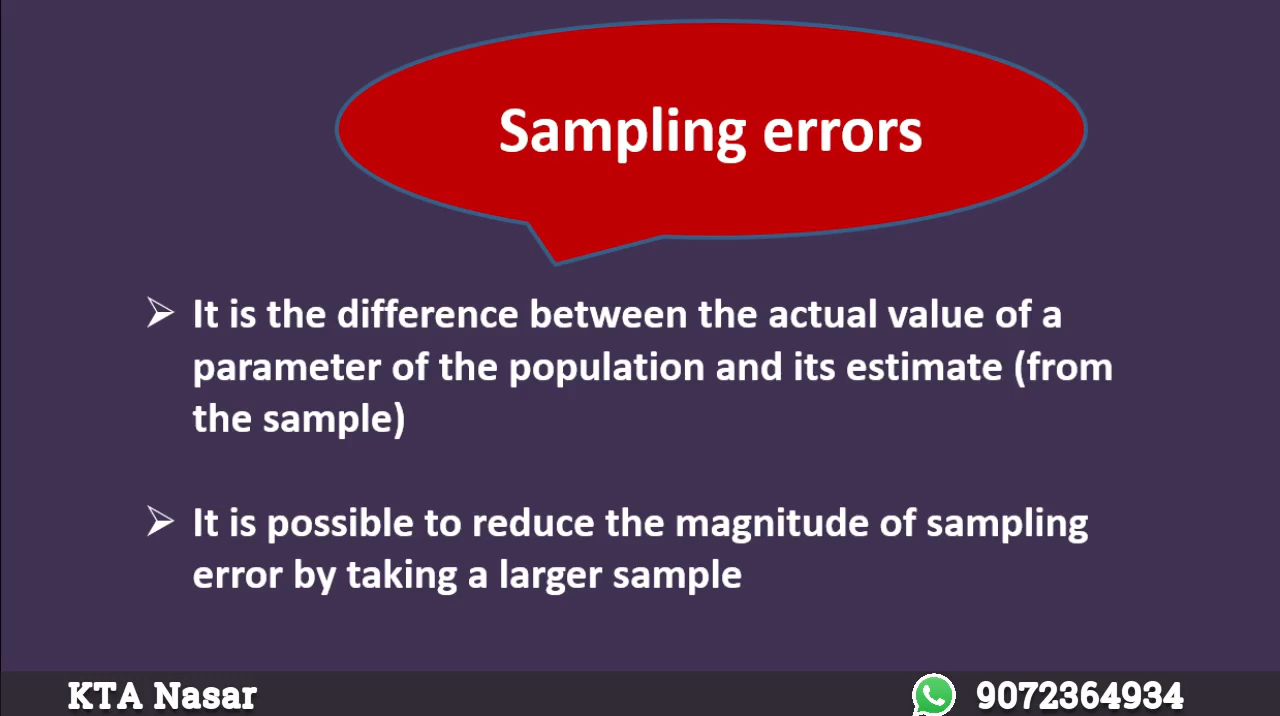 Sampling errors
➢ It is the difference between the actual value of a
parameter of the population and its estimate (from
the sample)
➢ It is possible to reduce the magnitude of sampling
error by taking a larger sample
KTA Nasar
9072364934